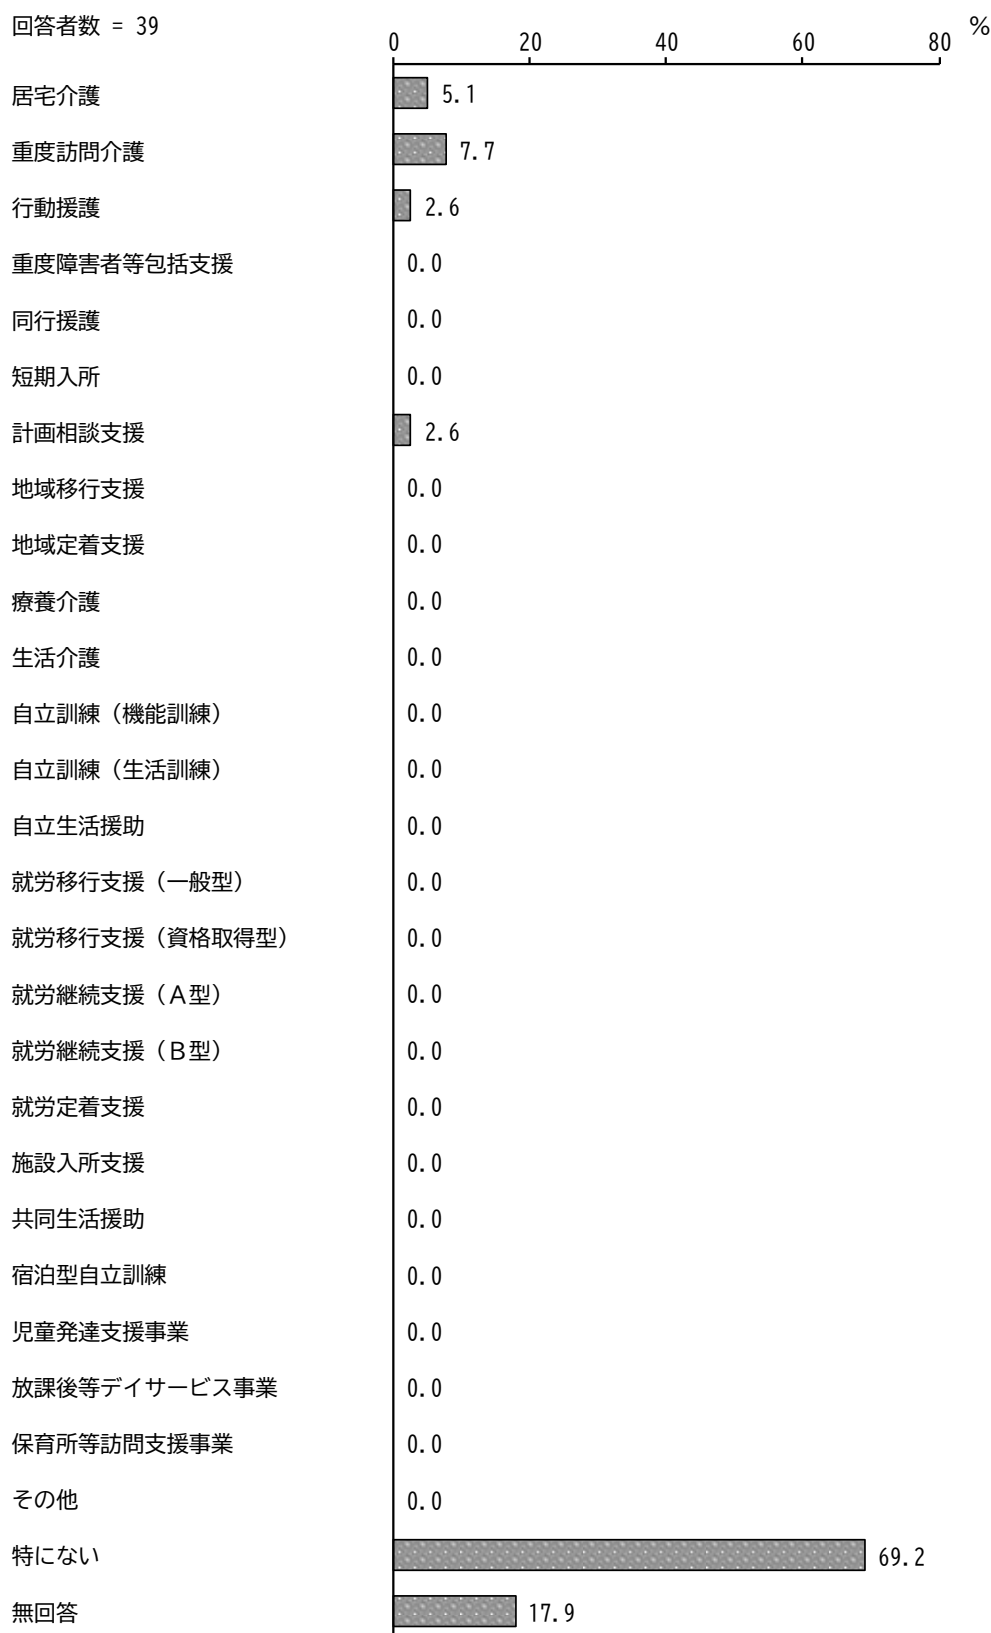 回答者数 = 39
0 20 40 60 80 %
居宅介護 5.1
重度訪問介護 7.7
行動援護 2.6
重度障害者等包括支援 0.0
同行援護 0.0
短期入所 0.0
計画相談支援 2.6
地域移行支援 0.0
地域定着支援 0.0
療養介護 0.0
生活介護 0.0
自立訓練（機能訓練） 0.0
自立訓練（生活訓練） 0.0
自立生活援助 0.0
就労移行支援（一般型） 0.0
就労移行支援（資格取得型） 0.0
就労継続支援（Ａ型） 0.0
就労継続支援（Ｂ型） 0.0
就労定着支援 0.0
施設入所支援 0.0
共同生活援助 0.0
宿泊型自立訓練 0.0
児童発達支援事業 0.0
放課後等デイサービス事業 0.0
保育所等訪問支援事業 0.0
その他 0.0
特にない 69.2
無回答 17.9